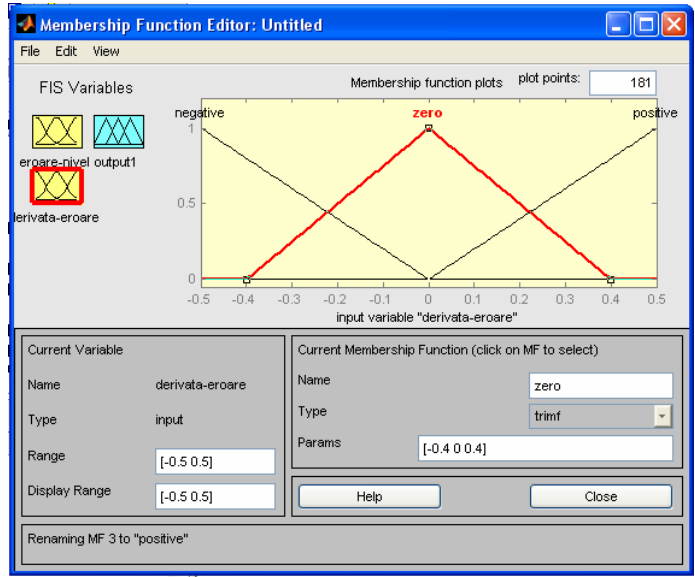 Membership Function Editor: Untitled
File Edit View
FIS Variables
eroare-nivel output1
derivata-eroare
Membership function plots plot points: 181
negative zero positive
1
0.5
0
-0.5 -0.4 -0.3 -0.2 -0.1 0 0.1 0.2 0.3 0.4 0.5
input variable "derivata-eroare"
Current Variable
Name derivata-eroare
Type input
Range [-0.5 0.5]
Display Range [-0.5 0.5]
Current Membership Function (click on MF to select)
Name zero
Type trimf
Params [-0.4 0 0.4]
Help Close
Renaming MF 3 to "positive"